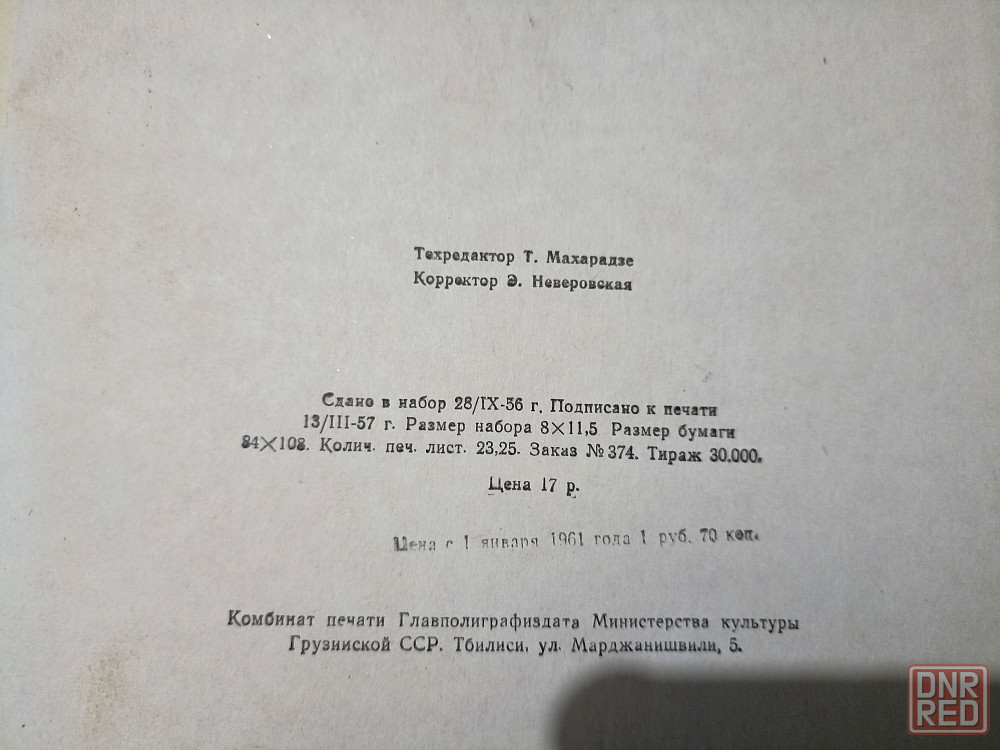 Техредактор Т. Махарадзе
Корректор Э. Неверовская
Сдано в набор 28/IX-56 г. Подписано к печати
13/III-57 г. Размер набора 8×11,5 Размер бумаги
84×108. Колич. печ. лист. 23,25. Заказ № 374. Тираж 30.000.
Цена 17 р.
Цена с 1 января 1961 года 1 руб. 70 коп.
Комбинат печати Главполиграфиздата Министерства культуры
Грузинской ССР. Тбилиси, ул. Марджанишвили, 5.
DNR
RED